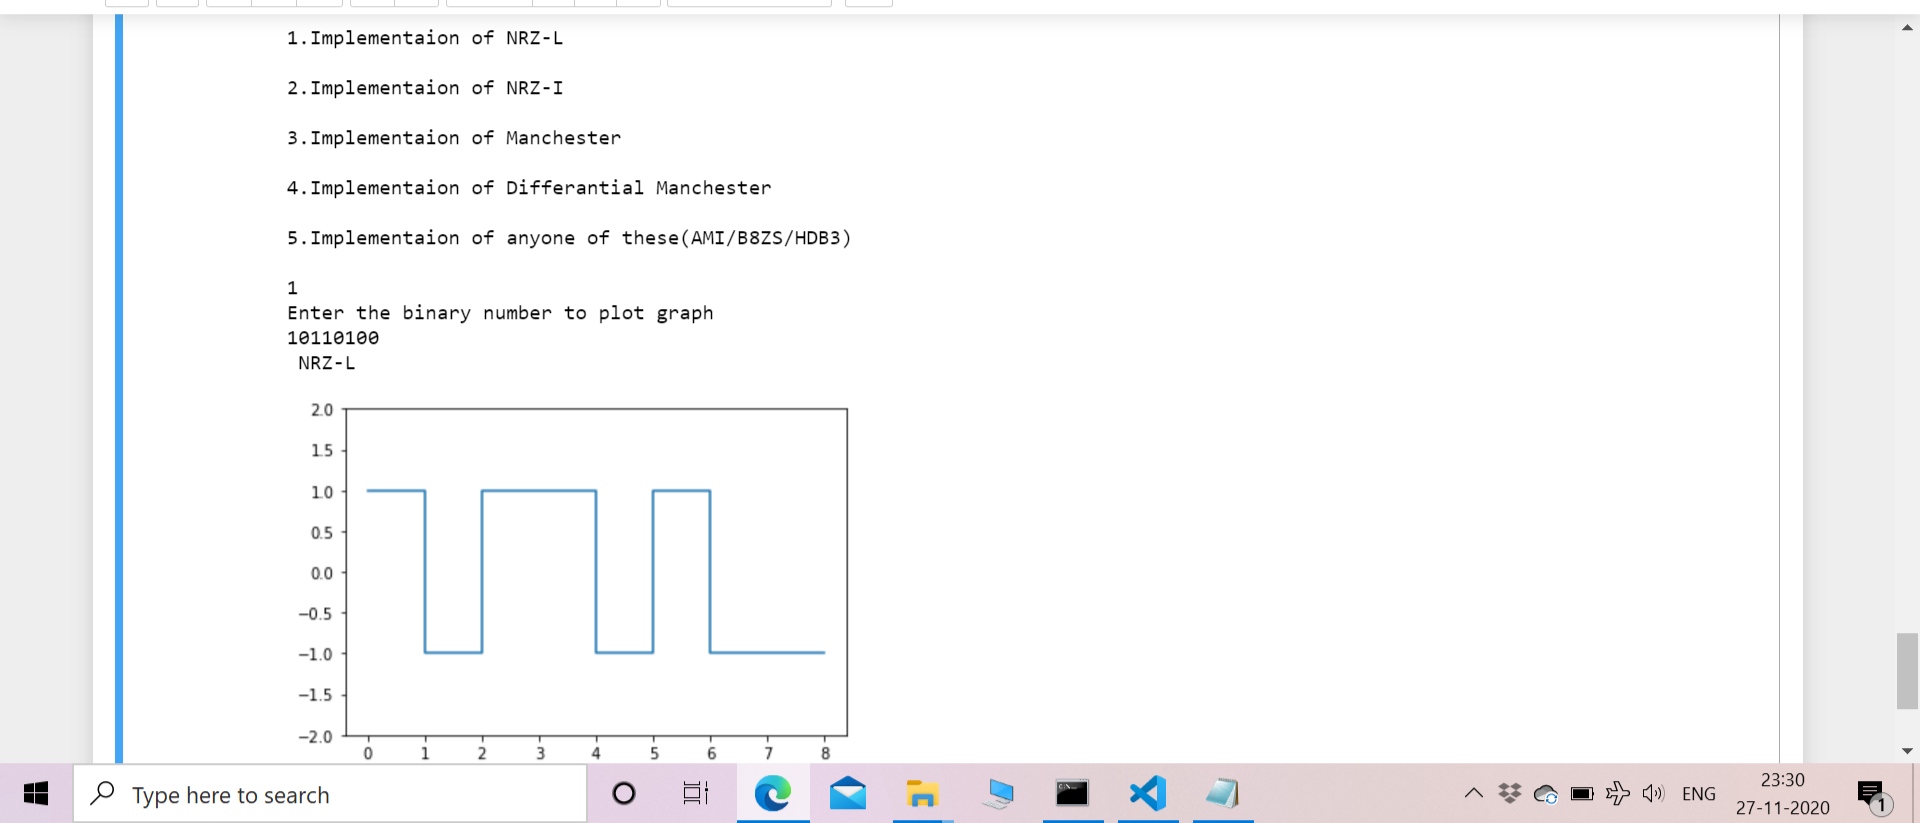 1.Implementaion of NRZ-L
2.Implementaion of NRZ-I
3.Implementaion of Manchester
4.Implementaion of Differantial Manchester
5.Implementaion of anyone of these(AMI/B8ZS/HDB3)
1
Enter the binary number to plot graph
10110100
NRZ-L
2.0
1.5
1.0
0.5
0.0
−0.5
−1.0
−1.5
−2.0
0 1 2 3 4 5 6 7 8
Type here to search
ENG
23:30
27-11-2020
1